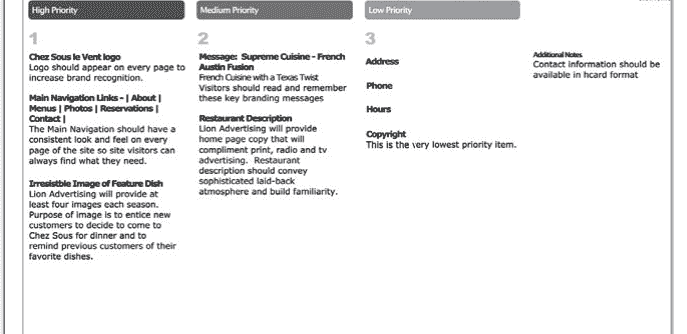 High Priority
1
Chez Sous le Vent logo
Logo should appear on every page to
increase brand recognition.
Main Navigation Links - | About |
Menus | Photos | Reservations |
Contact |
The Main Navigation should have a
consistent look and feel on every
page of the site so site visitors can
always find what they need.
Irresistble Image of Feature Dish
Lion Advertising will provide at
least four images each season.
Purpose of image is to entice new
customers to decide to come to
Chez Sous for dinner and to
remind previous customers of their
favorite dishes.
Medium Priority
2
Message: Supreme Cuisine - French
Austin Fusion
French Cuisine with a Texas Twist
Visitors should read and remember
these key branding messages
Restaurant Description
Lion Advertising will provide
home page copy that will
compliment print, radio and tv
advertising. Restaurant
description should convey
sophisticated laid-back
atmosphere and build familiarity.
Low Priority
3
Address
Phone
Hours
Copyright
This is the very lowest priority item.
Additional Notes
Contact information should be
available in hcard format